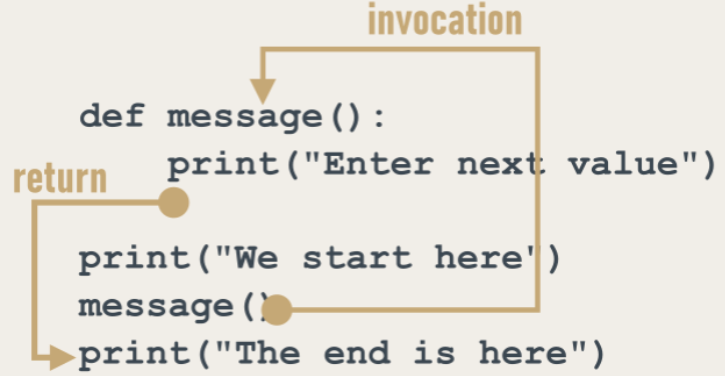 invocation
def message():
print("Enter next value")
return
print("We start here")
message()
print("The end is here")